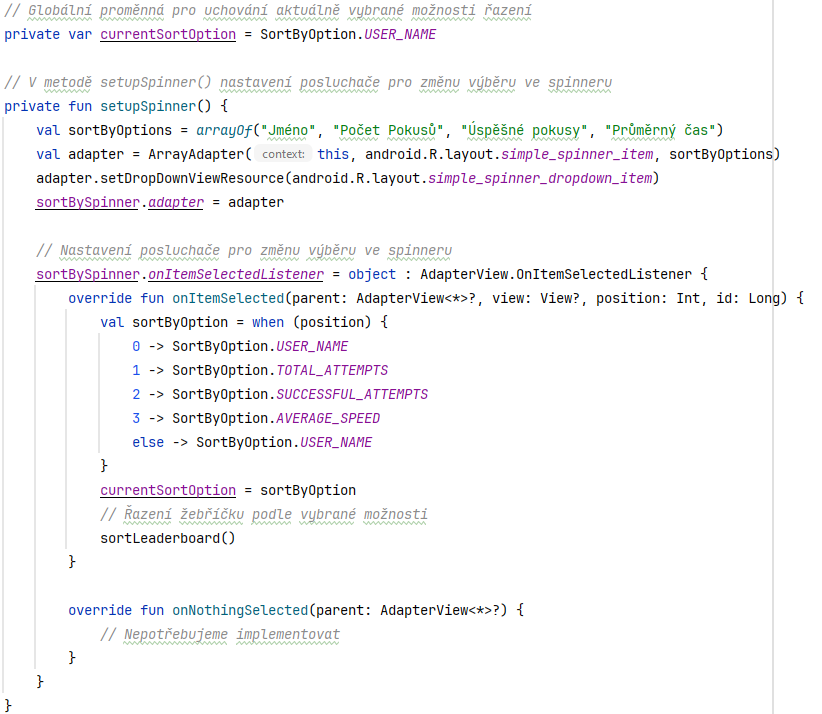 // Globální proměnná pro uchování aktuálně vybrané možnosti řazení
private var currentSortOption = SortByOption.USER_NAME
// V metodě setupSpinner() nastavení posluchače pro změnu výběru ve spinneru
private fun setupSpinner() {
val sortByOptions = arrayOf("Jméno", "Počet Pokusů", "Úspěšné pokusy", "Průměrný čas")
val adapter = ArrayAdapter( context: this, android.R.layout.simple_spinner_item, sortByOptions)
adapter.setDropDownViewResource(android.R.layout.simple_spinner_dropdown_item)
sortBySpinner.adapter = adapter
// Nastavení posluchače pro změnu výběru ve spinneru
sortBySpinner.onItemSelectedListener = object : AdapterView.OnItemSelectedListener {
override fun onItemSelected(parent: AdapterView<*>?, view: View?, position: Int, id: Long) {
val sortByOption = when (position) {
0 -> SortByOption.USER_NAME
1 -> SortByOption.TOTAL_ATTEMPTS
2 -> SortByOption.SUCCESSFUL_ATTEMPTS
3 -> SortByOption.AVERAGE_SPEED
else -> SortByOption.USER_NAME
}
currentSortOption = sortByOption
// Řazení žebříčku podle vybrané možnosti
sortLeaderboard()
}
override fun onNothingSelected(parent: AdapterView<*>?) {
// Nepotřebujeme implementovat
}
}
}